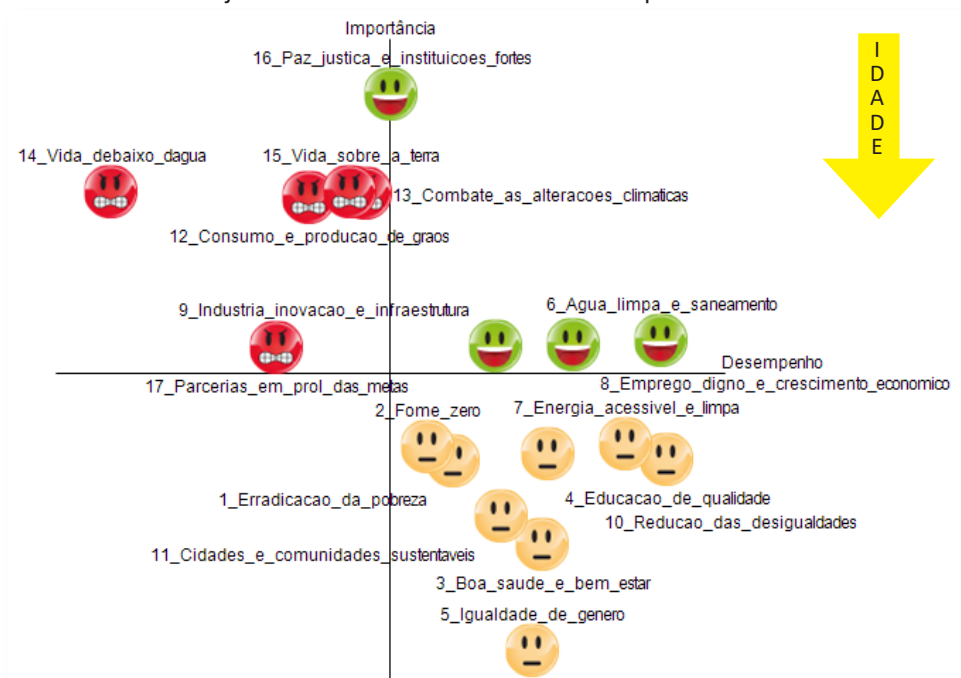 Importância
16_Paz_justica_e_instituicoes_fortes
I
D
A
D
E
14_Vida_debaixo_dagua
15_Vida_sobre_a_terra
13_Combate_as_alteracoes_climaticas
12_Consumo_e_producao_de_graos
9_Industria_inovacao_e_infraestrutura
6_Agua_limpa_e_saneamento
Desempenho
17_Parcerias_em_prol_das_metas
8_Emprego_digno_e_crescimento_economico
2_Fome_zero
7_Energia_acessivel_e_limpa
1_Erradicacao_da_pobreza
4_Educacao_de_qualidade
10_Reducao_das_desigualdades
11_Cidades_e_comunidades_sustentaveis
3_Boa_saude_e_bem_estar
5_Igualdade_de_genero